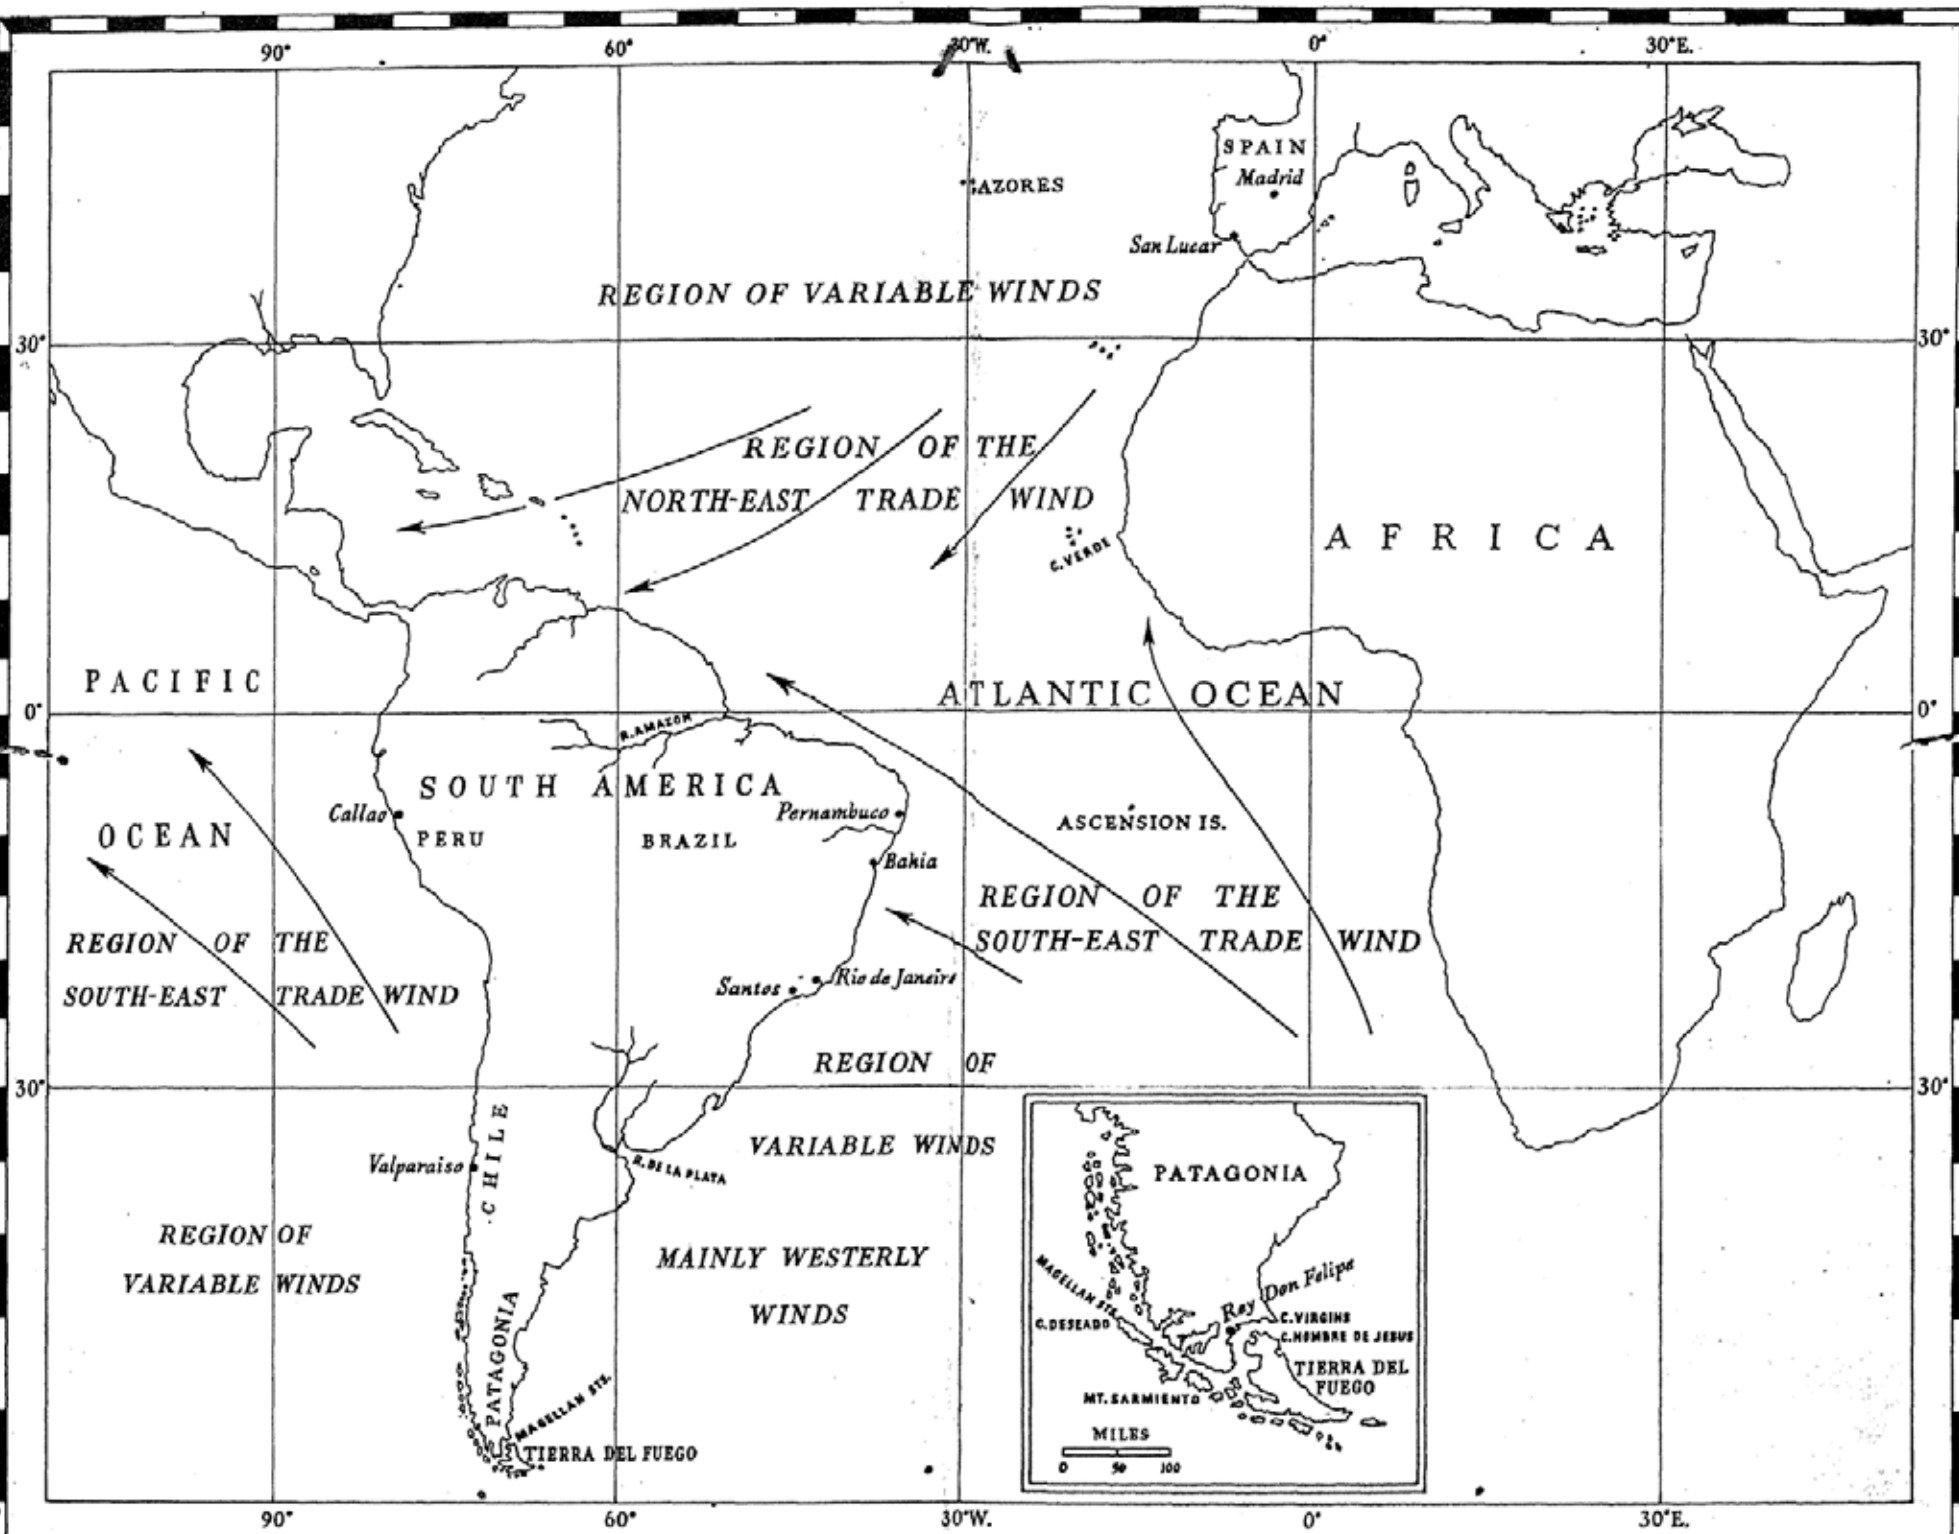 90° 60° 30°W. 0° 30°E.
SPAIN
Madrid
AZORES
San Lucar
REGION OF VARIABLE WINDS
30° 30°
REGION OF THE
NORTH-EAST TRADE WIND
C. VERDE
AFRICA
PACIFIC
ATLANTIC OCEAN
0° 0°
R. AMAZON
SOUTH AMERICA
Callao
Pernambuco
ASCENSION IS.
OCEAN
PERU
BRAZIL
Bahia
REGION OF THE
SOUTH-EAST TRADE WIND
REGION OF THE
SOUTH-EAST TRADE WIND
Santos
Rio de Janeiro
REGION OF
30° 30°
VARIABLE WINDS
CHILE
Valparaiso
R. DE LA PLATA
REGION OF
VARIABLE WINDS
MAINLY WESTERLY
WINDS
PATAGONIA
MAGELLAN STS.
TIERRA DEL FUEGO
PATAGONIA
MAGELLAN STS.
Rey Don Felipe
C. DESEADO
C. VIRGINS
C. HOMBRE DE JESUS
TIERRA DEL
FUEGO
MT. SARMIENTO
MILES
0 50 100
90° 60° 30°W. 0° 30°E.